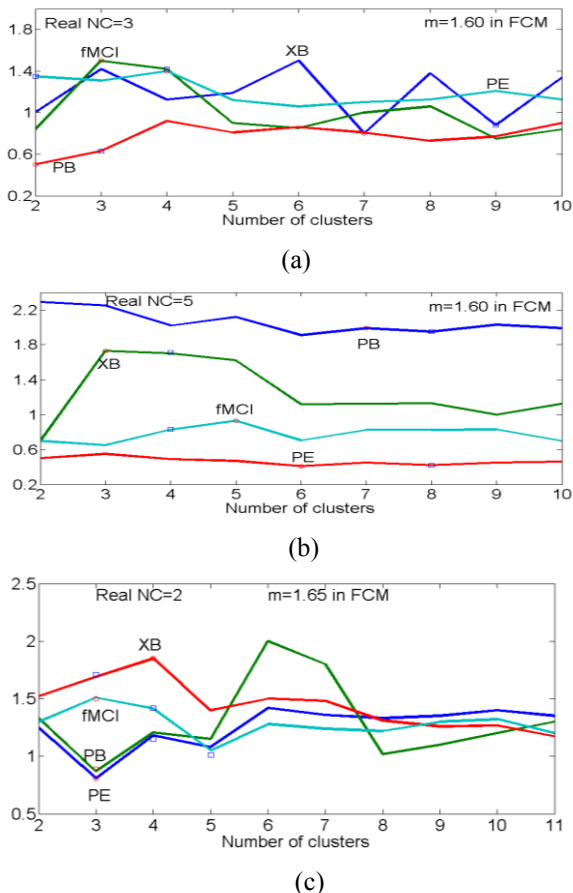 1.8 Real NC=3 m=1.60 in FCM
fMCI XB
1.4
PE
1
0.6
PB
0.2
2 3 4 5 6 7 8 9 10
Number of clusters
(a)
Real NC=5 m=1.60 in FCM
2.2
PB
1.8
XB
1.4
fMCI
1
0.6
PE
0.2
2 3 4 5 6 7 8 9 10
Number of clusters
(b)
2.5
Real NC=2 m=1.65 in FCM
2
XB
1.5
fMCI
PB
1
PE
0.5
2 3 4 5 6 7 8 9 10 11
Number of clusters
(c)